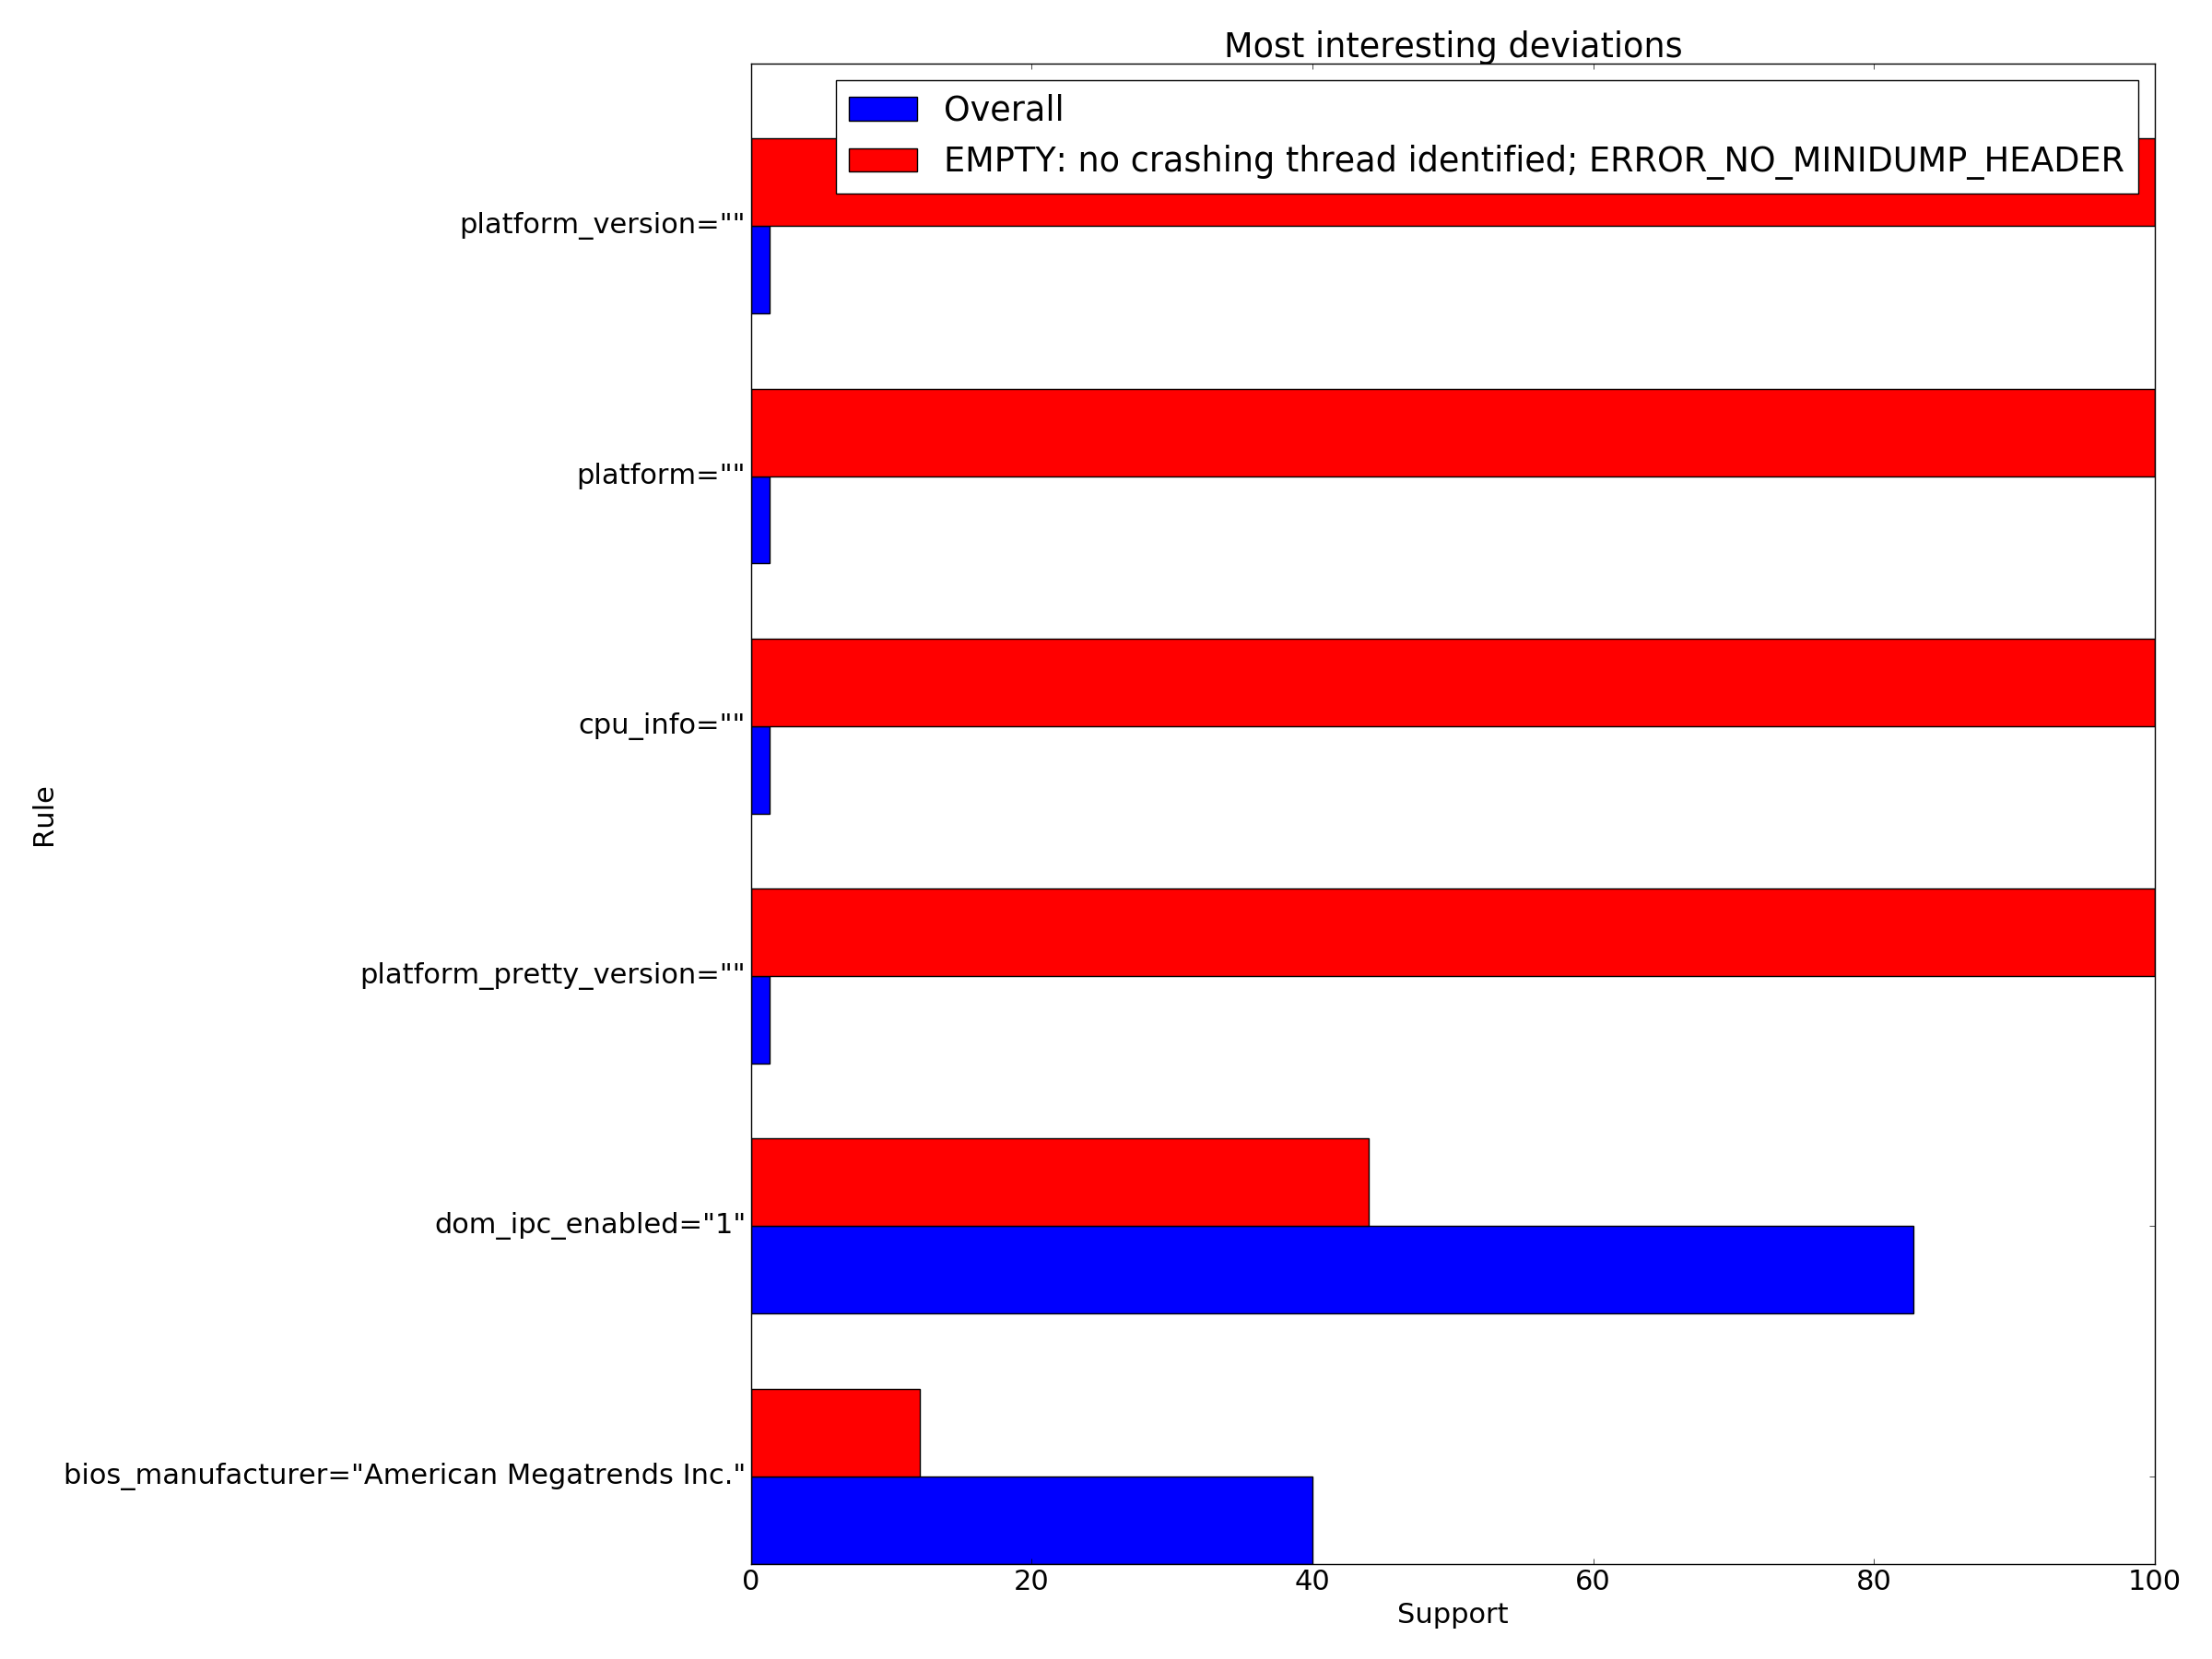 Most interesting deviations
Overall
EMPTY: no crashing thread identified; ERROR_NO_MINIDUMP_HEADER
platform_version=""
platform=""
cpu_info=""
Rule
platform_pretty_version=""
dom_ipc_enabled="1"
bios_manufacturer="American Megatrends Inc."
0 20 40 60 80 100
Support